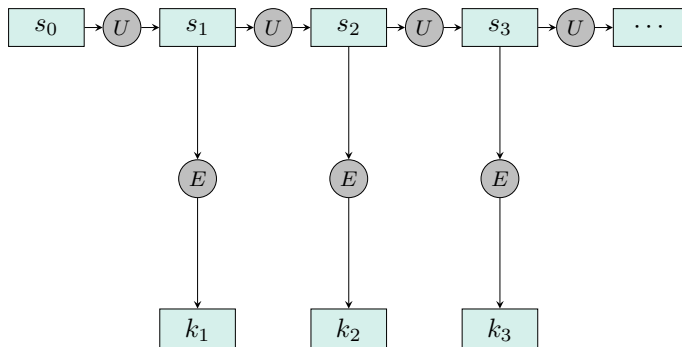 s₀ U s₁ U s₂ U s₃ U ⋯
E E E
k₁ k₂ k₃